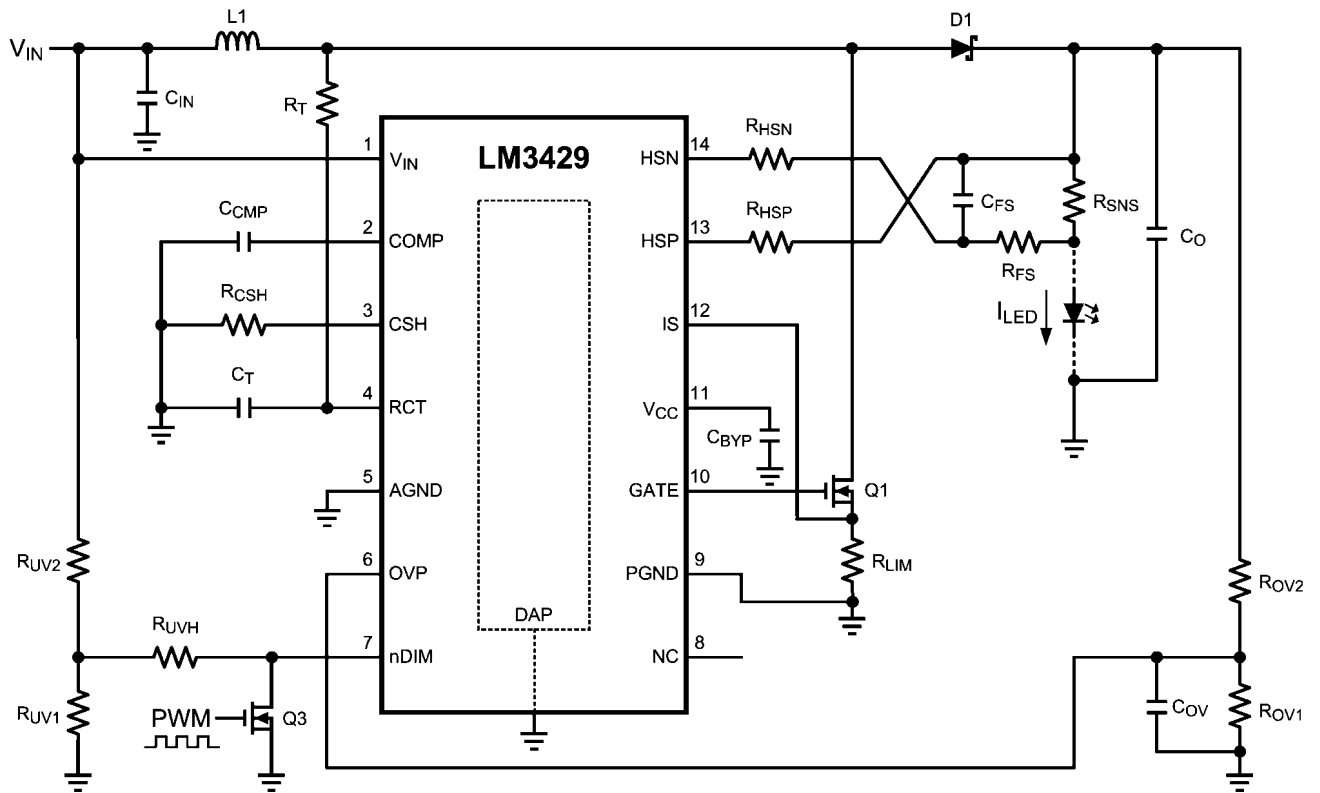 L1
D1
VIN
CIN
RT
LM3429
1
VIN
14
HSN
RHSN
CCMP
2
COMP
13
HSP
RHSP
CFS
RSNS
RFS
CO
RCSH
3
CSH
12
IS
ILED
CT
4
RCT
11
VCC
CBYP
5
AGND
10
GATE
Q1
RUV2
6
OVP
9
PGND
RLIM
ROV2
DAP
RUVH
7
nDIM
8
NC
RUV1
PWM
Q3
COV
ROV1